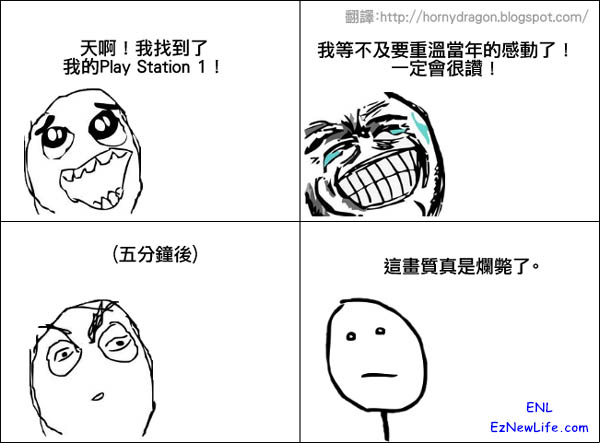 翻譯:http://hornydragon.blogspot.com/
天啊！我找到了
我的Play Station 1！
我等不及要重溫當年的感動了！
一定會很讚！
(五分鐘後)
這畫質真是爛斃了。
ENL
EzNewLife.com